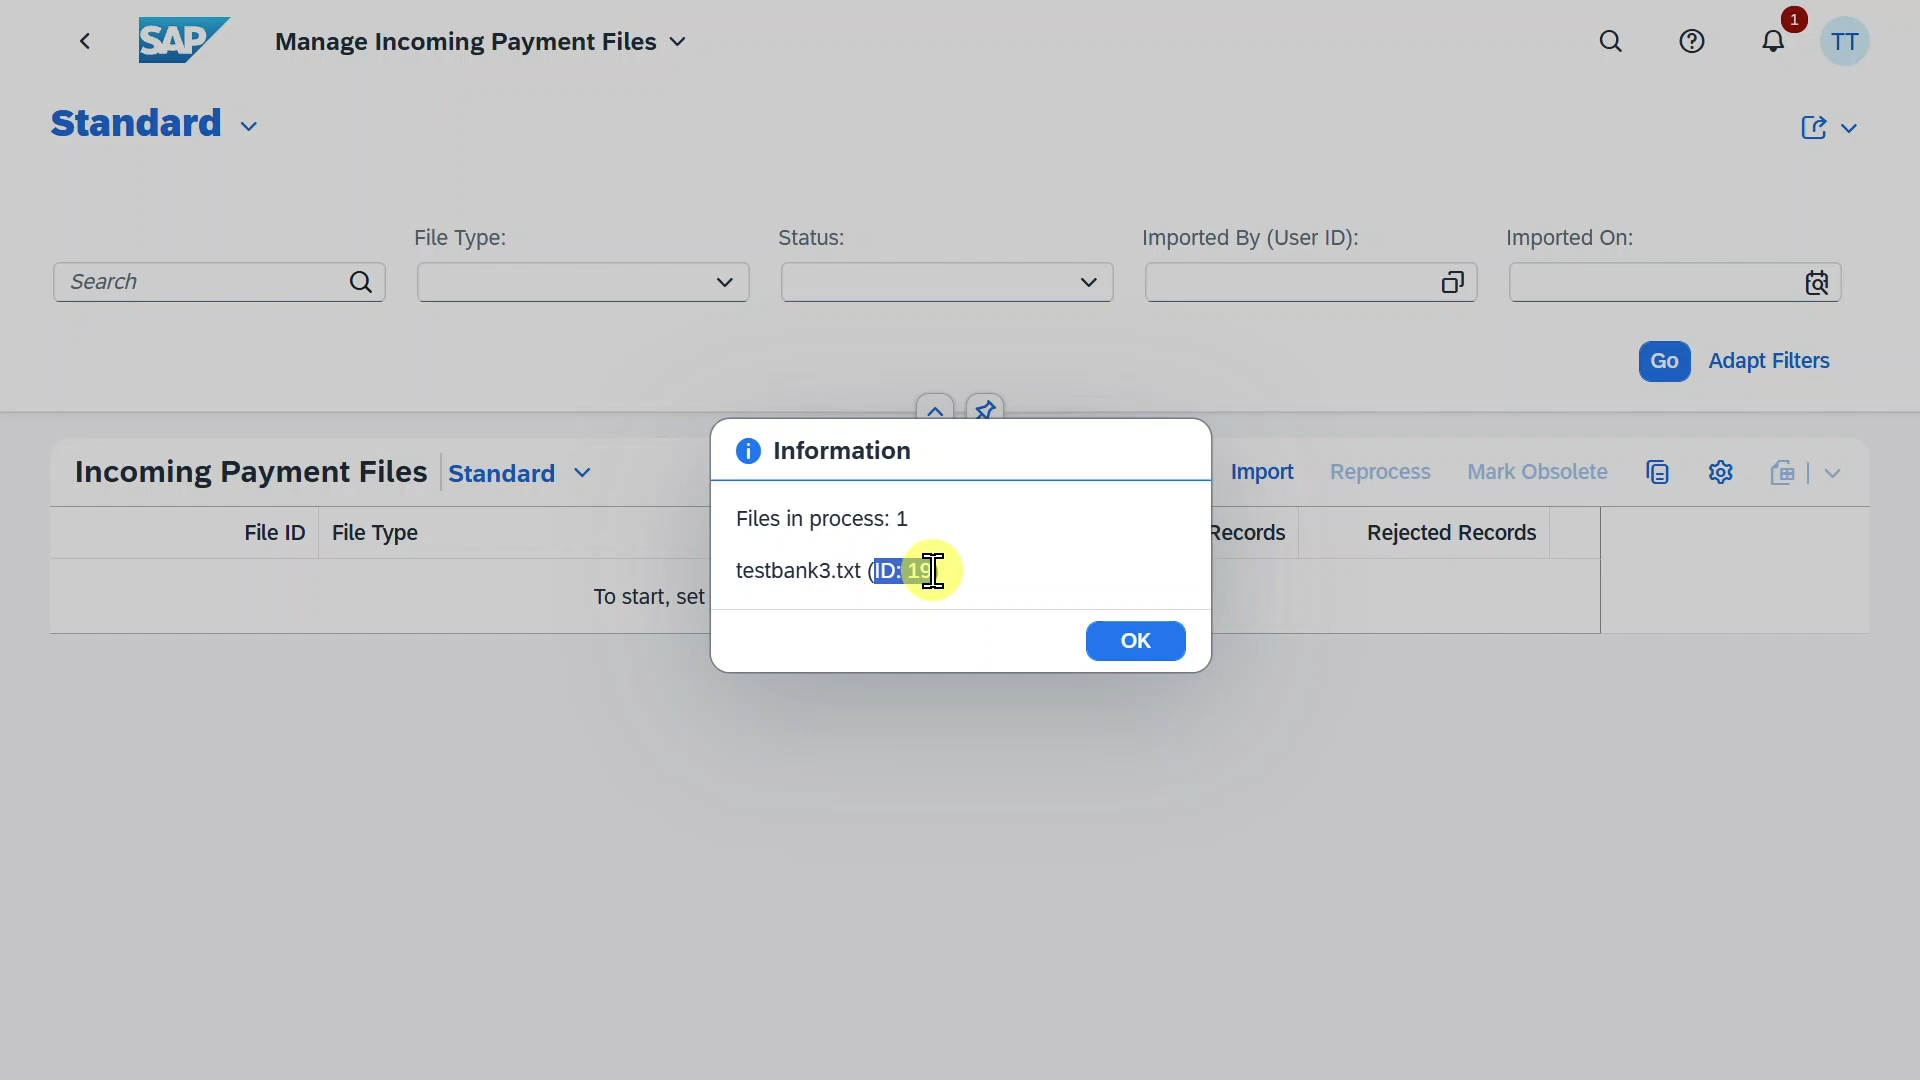 SAP
Manage Incoming Payment Files
1
TT
Standard
File Type:
Status:
Imported By (User ID):
Imported On:
Search
Go
Adapt Filters
Information
Incoming Payment Files
Standard
Import
Reprocess
Mark Obsolete
Files in process: 1
File ID
File Type
Records
Rejected Records
testbank3.txt (ID: 19)
To start, set
OK